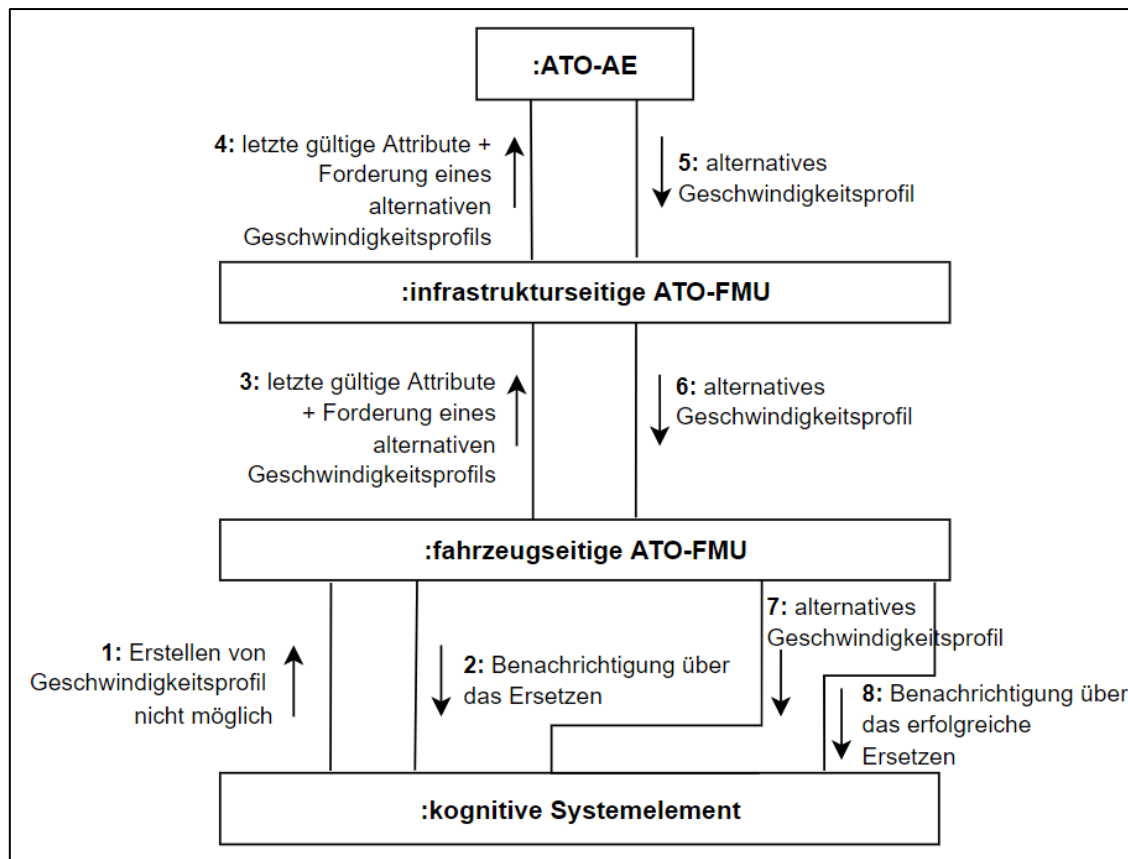 :ATO-AE
4: letzte gültige Attribute +
Forderung eines
alternativen
Geschwindigkeitsprofils
5: alternatives
Geschwindigkeitsprofil
:infrastrukturseitige ATO-FMU
3: letzte gültige Attribute
+ Forderung eines
alternativen
Geschwindigkeitsprofils
6: alternatives
Geschwindigkeitsprofil
:fahrzeugseitige ATO-FMU
1: Erstellen von
Geschwindigkeitsprofil
nicht möglich
2: Benachrichtigung über
das Ersetzen
7: alternatives
Geschwindigkeitsprofil
8: Benachrichtigung über
das erfolgreiche
Ersetzen
:kognitive Systemelement